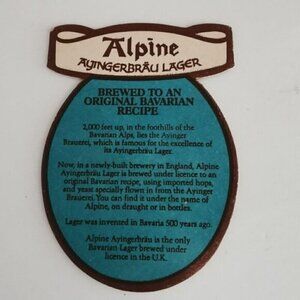 Alpine
AYINGERBRÄU LAGER
BREWED TO AN
ORIGINAL BAVARIAN
RECIPE
2,000 feet up, in the foothills of the
Bavarian Alps, lies the Ayinger
Brauerei, which is famous for the excellence of
its Ayingerbräu Lager.
Now, in a newly-built brewery in England, Alpine
Ayingerbräu Lager is brewed under licence to an
original Bavarian recipe, using imported hops,
and yeast specially flown in from the Ayinger
Brauerei. You can find it under the name of
Alpine, on draught or in bottles.
Lager was invented in Bavaria 500 years ago.
Alpine Ayingerbräu is the only
Bavarian Lager brewed under
licence in the U.K.